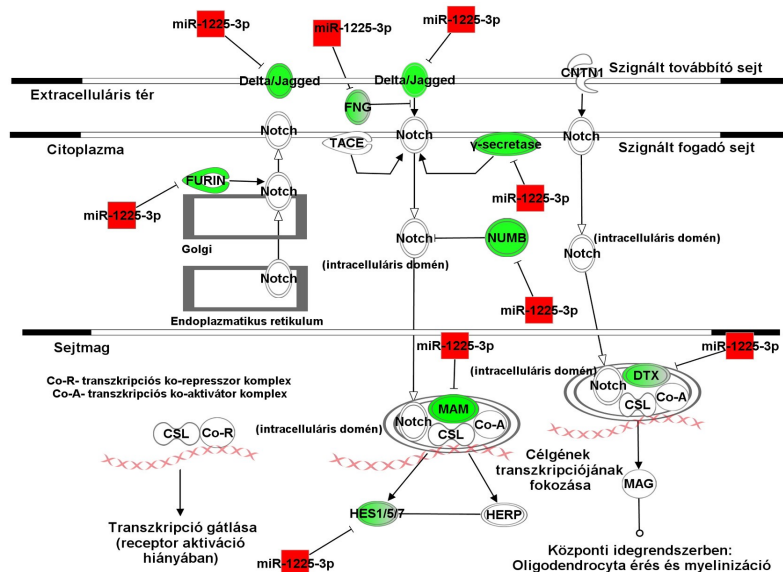 miR-1225-3p
miR-1225-3p
miR-1225-3p
Delta/Jagged
Delta/Jagged
CNTN1
Szignált továbbító sejt
Extracelluláris tér
FNG
Notch
TACE
Notch
Notch
Citoplazma
γ-secretase
Szignált fogadó sejt
FURIN
Notch
miR-1225-3p
miR-1225-3p
Golgi
Notch
NUMB
Notch
(intracelluláris domén)
(intracelluláris domén)
Notch
Endoplazmatikus retikulum
miR-1225-3p
Sejtmag
miR-1225-3p
miR-1225-3p
Co-R- transzkripciós ko-represszor komplex
Co-A- transzkripciós ko-aktivátor komplex
(intracelluláris domén)
Notch
DTX
Co-A
CSL
MAM
Notch
Co-A
CSL
(intracelluláris domén)
CSL
Co-R
Célgének
transzkripciójának
fokozása
MAG
HES1/5/7
HERP
Transzkripció gátlása
(receptor aktiváció
hiányában)
miR-1225-3p
Központi idegrendszerben:
Oligodendrocyta érés és myelinizáció